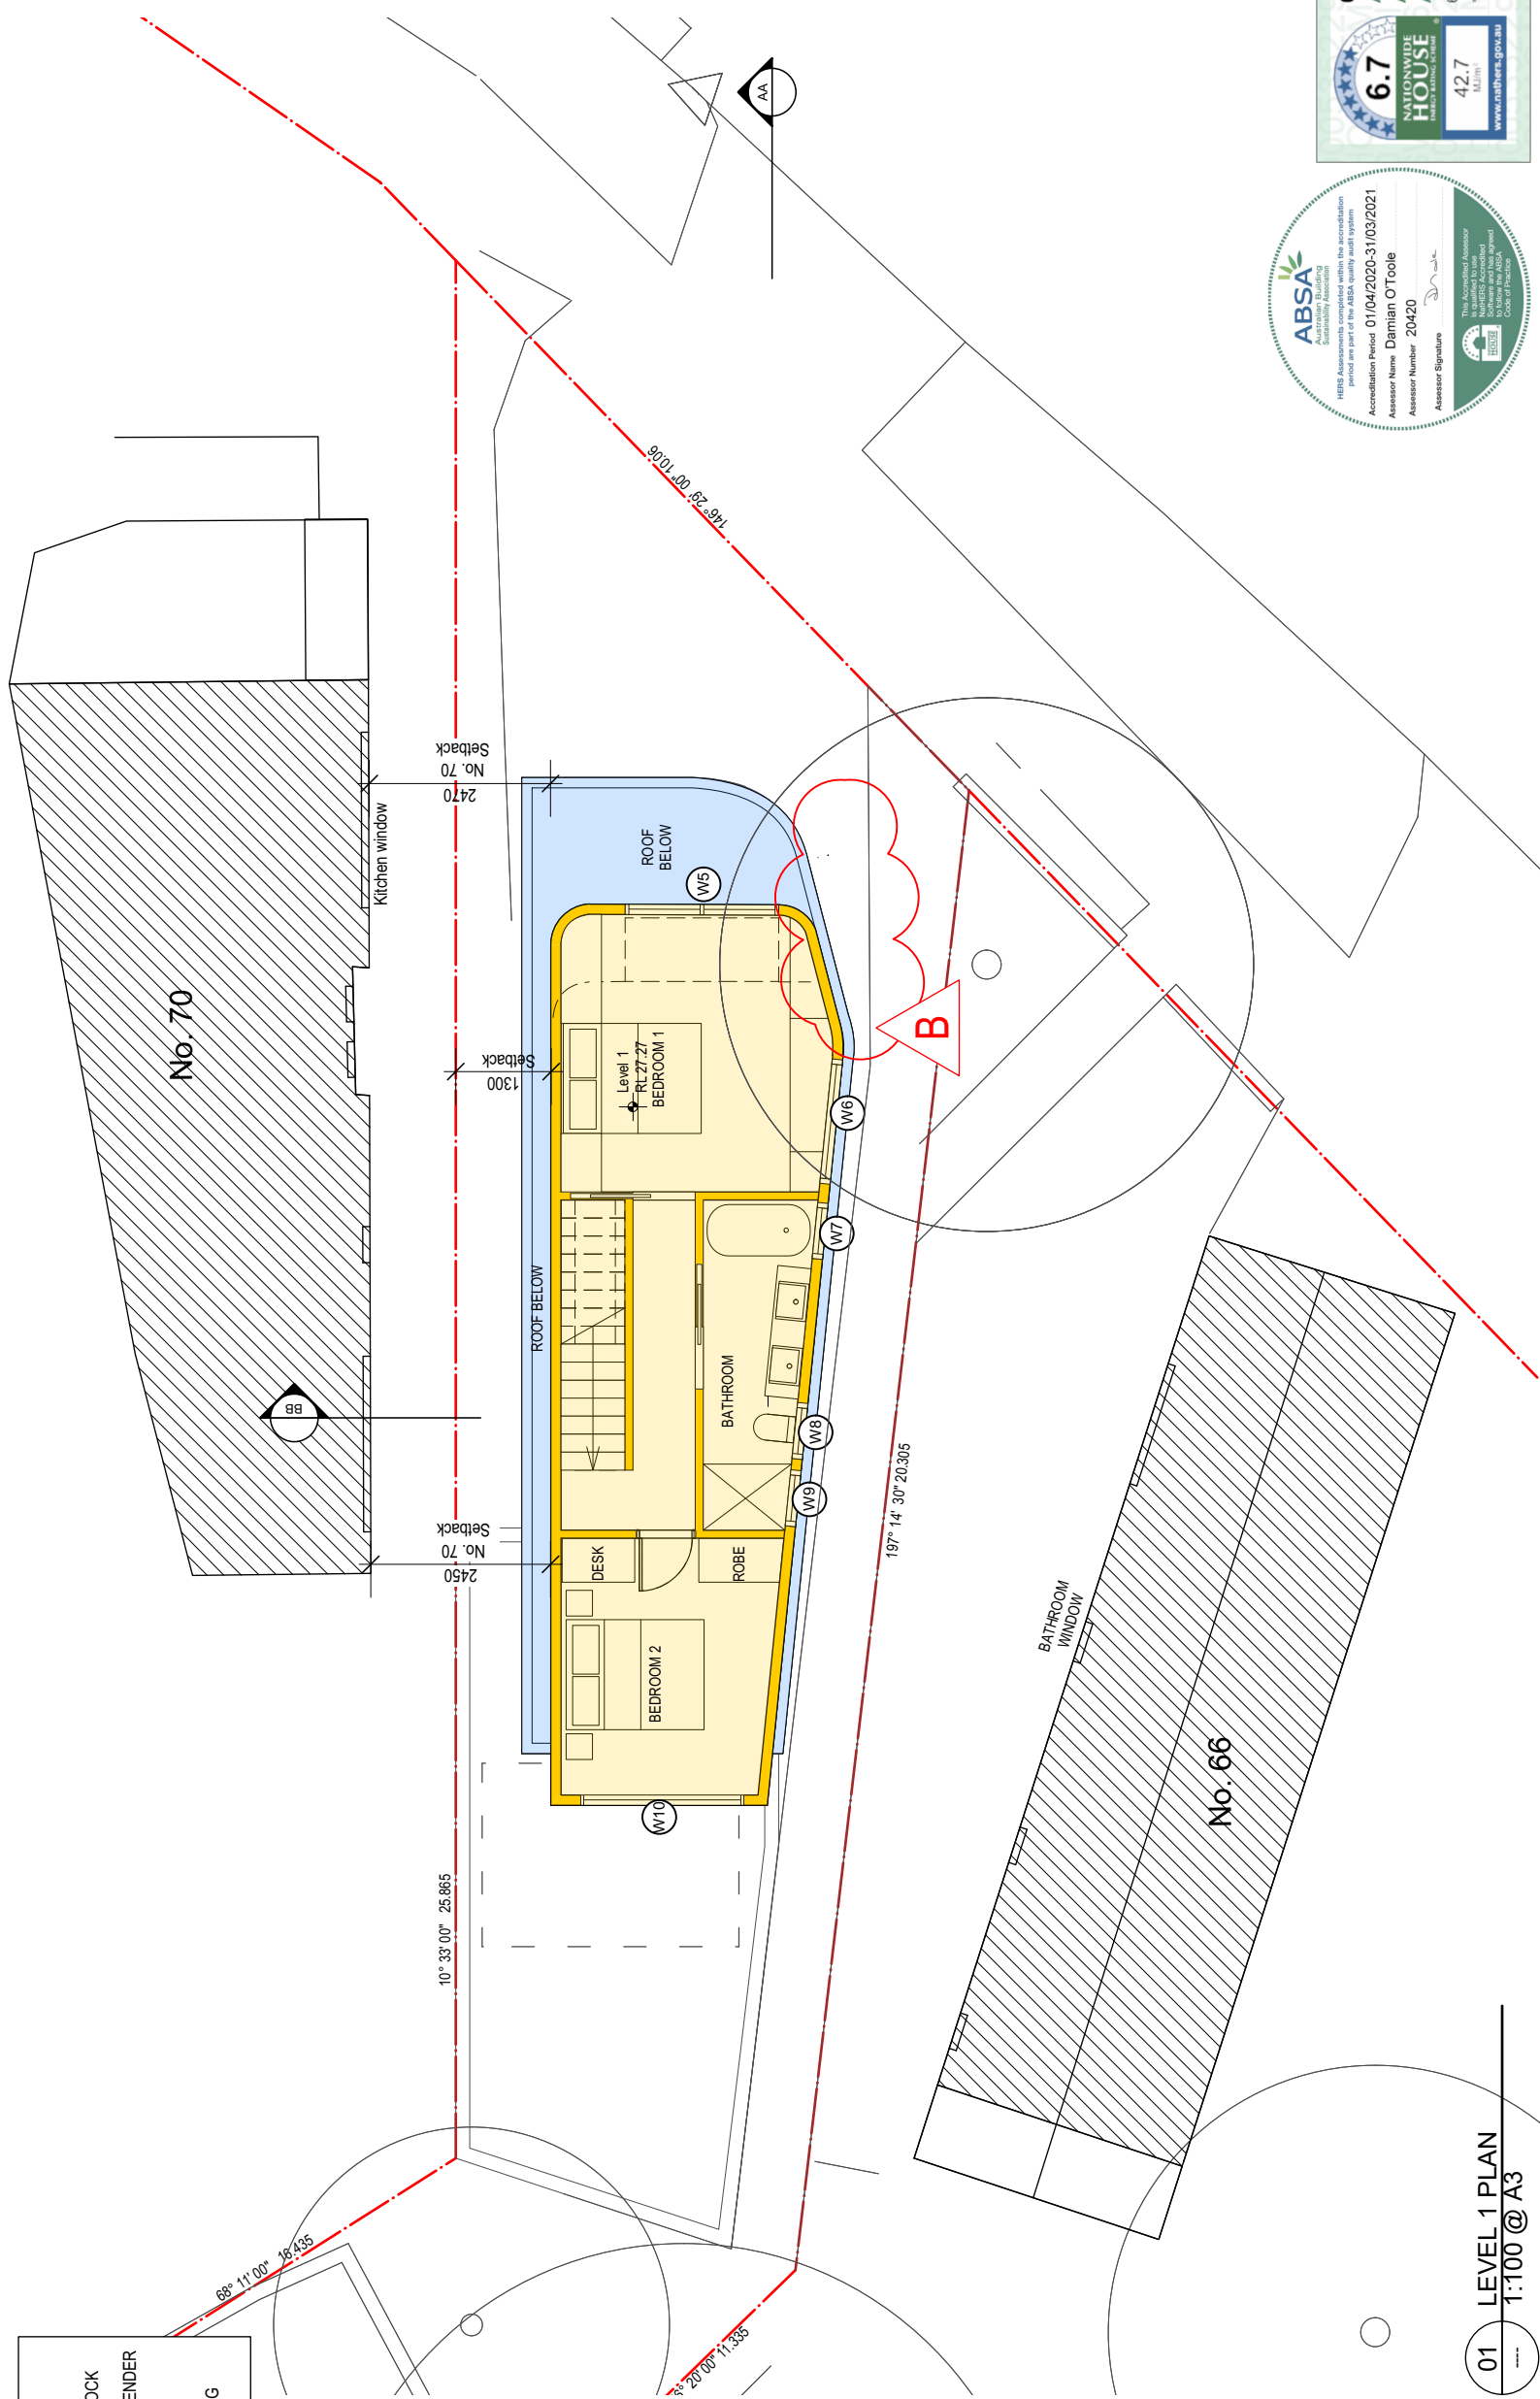 No. 70
Kitchen window
2470
No. 70
Setback
1300
Setback
2450
No. 70
Setback
BB
AA
146° 29' 00" 10.06
ROOF
BELOW
ROOF BELOW
W5
W6
W7
W8
W9
W10
Level 1
RL 27.27
BEDROOM 1
BATHROOM
DESK
ROBE
BEDROOM 2
B
197° 14' 30" 20.305
10° 33' 00" 25.865
68° 11' 00" 16.435
6° 20' 00" 11.335
BATHROOM
WINDOW
No. 66
OCK
ENDER
G
01
----
LEVEL 1 PLAN
1:100 @ A3
ABSA
Australian Building
Sustainability Association
HERS Assessments completed within the accreditation
period are part of the ABSA quality audit system
Accreditation Period 01/04/2020-31/03/2021
Assessor Name Damian O'Toole
Assessor Number 20420
Assessor Signature
This Accredited Assessor
is qualified to use
NatHERS Accredited
Software and has agreed
to follow the ABSA
Code of Practice
HOUSE
6.7
NATIONWIDE
HOUSE
ENERGY RATING SCHEME
42.7
MJ/m²
www.nathers.gov.au